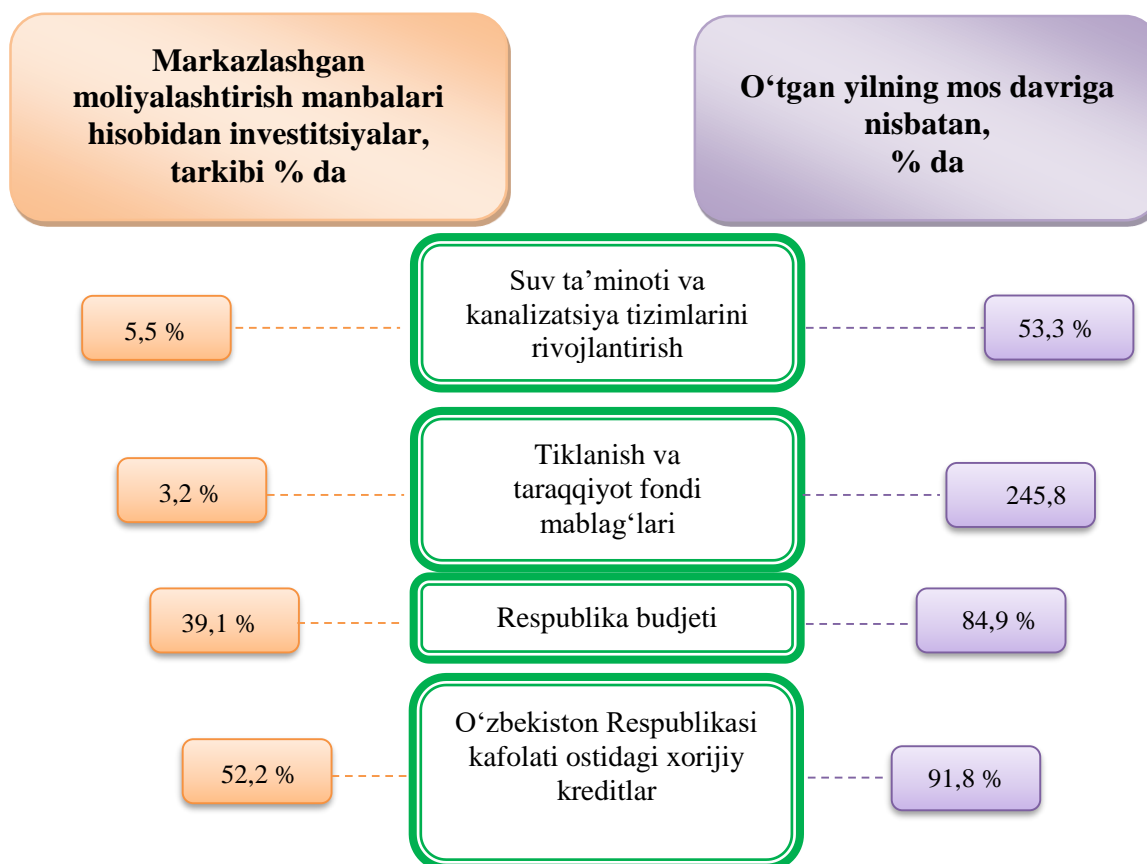 Markazlashgan
moliyalashtirish manbalari
hisobidan investitsiyalar,
tarkibi % da
O‘tgan yilning mos davriga
nisbatan,
% da
5,5 %
Suv ta’minoti va
kanalizatsiya tizimlarini
rivojlantirish
53,3 %
3,2 %
Tiklanish va
taraqqiyot fondi
mablag‘lari
245,8
39,1 %
Respublika budjeti
84,9 %
52,2 %
O‘zbekiston Respublikasi
kafolati ostidagi xorijiy
kreditlar
91,8 %